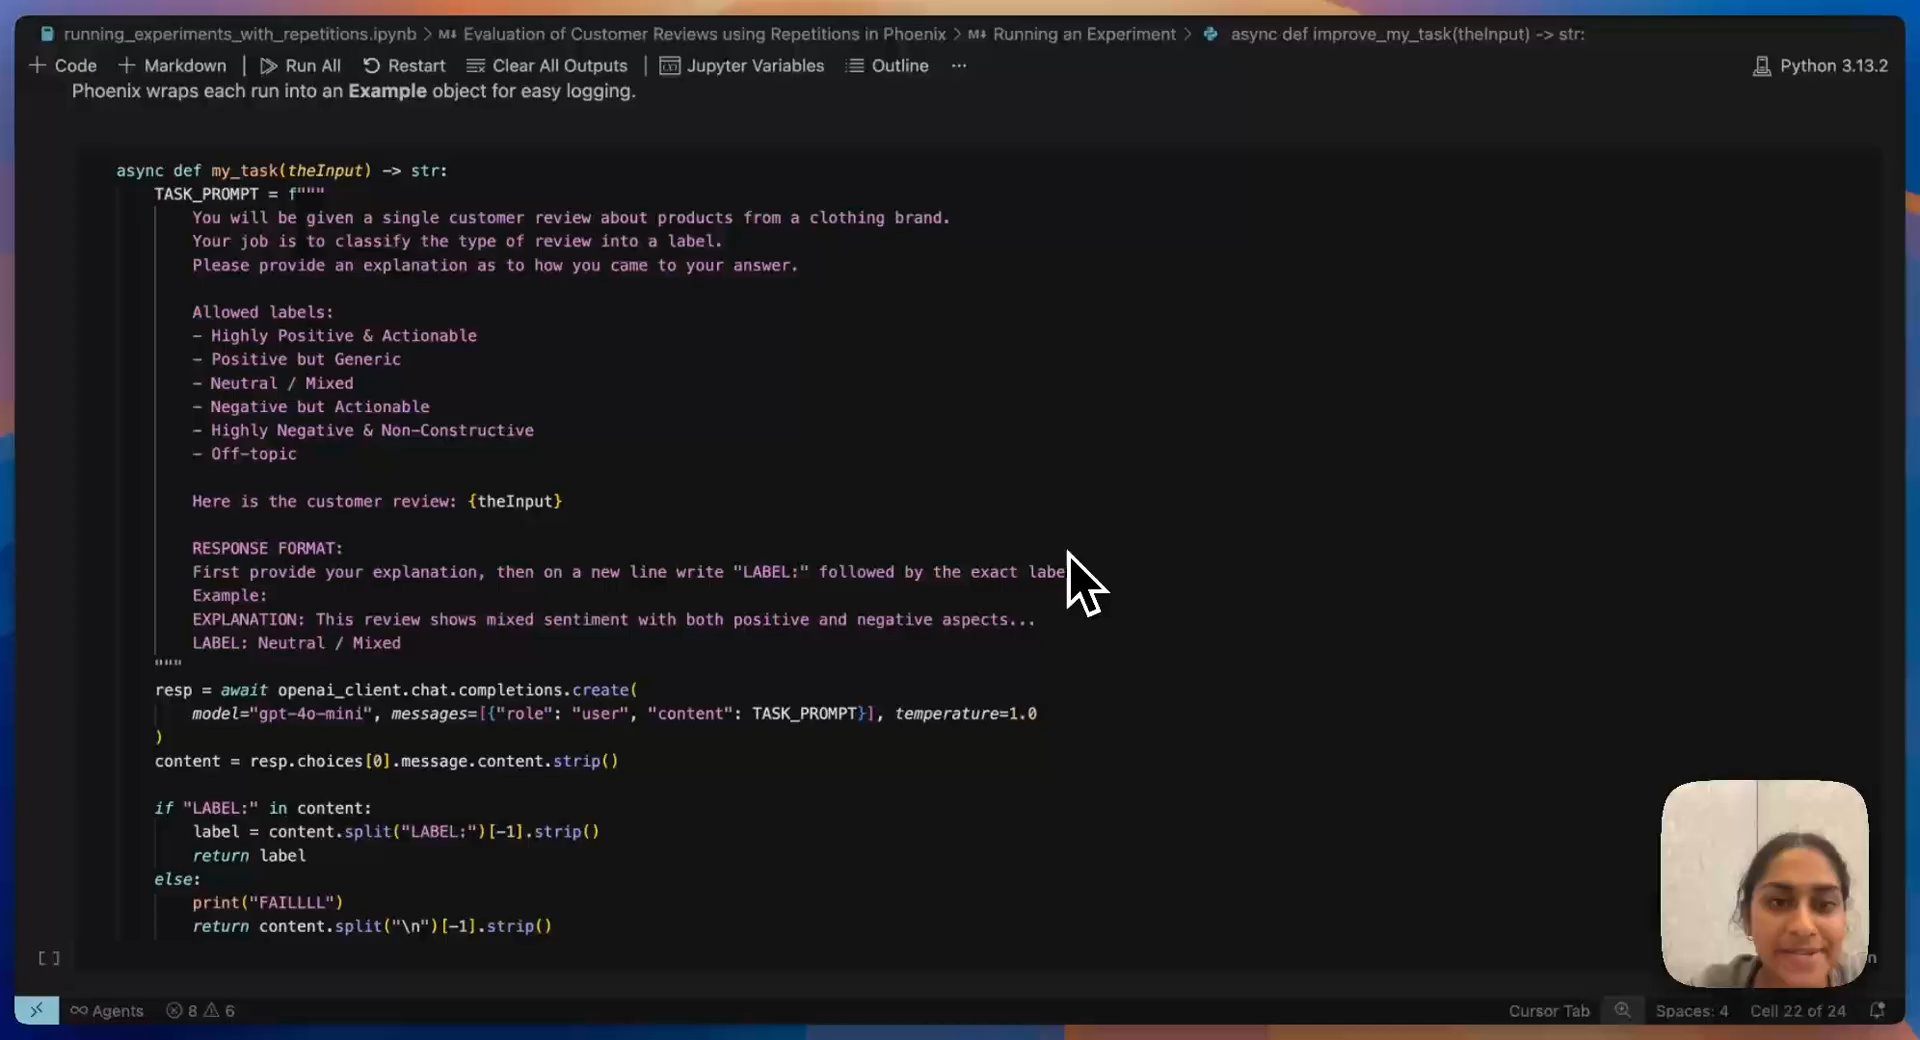 running_experiments_with_repetitions.ipynb > M↓ Evaluation of Customer Reviews using Repetitions in Phoenix > M↓ Running an Experiment > async def improve_my_task(theInput) -> str:
+ Code + Markdown | Run All Restart Clear All Outputs | Jupyter Variables Outline ··· Python 3.13.2
Phoenix wraps each run into an Example object for easy logging.
async def my_task(theInput) -> str:
    TASK_PROMPT = f"""
        You will be given a single customer review about products from a clothing brand.
        Your job is to classify the type of review into a label.
        Please provide an explanation as to how you came to your answer.

        Allowed labels:
        - Highly Positive & Actionable
        - Positive but Generic
        - Neutral / Mixed
        - Negative but Actionable
        - Highly Negative & Non-Constructive
        - Off-topic

        Here is the customer review: {theInput}

        RESPONSE FORMAT:
        First provide your explanation, then on a new line write "LABEL:" followed by the exact
        Example:
        EXPLANATION: This review shows mixed sentiment with both positive and negative aspects...
        LABEL: Neutral / Mixed
    """
    resp = await openai_client.chat.completions.create(
        model="gpt-4o-mini", messages=[{"role": "user", "content": TASK_PROMPT}], temperature=1.0
    )
    content = resp.choices[0].message.content.strip()

    if "LABEL:" in content:
        label = content.split("LABEL:")[-1].strip()
        return label
    else:
        print("FAILLLL")
        return content.split("\n")[-1].strip()
[ ]
Agents 8 6 Cursor Tab Spaces: 4 Cell 22 of 24